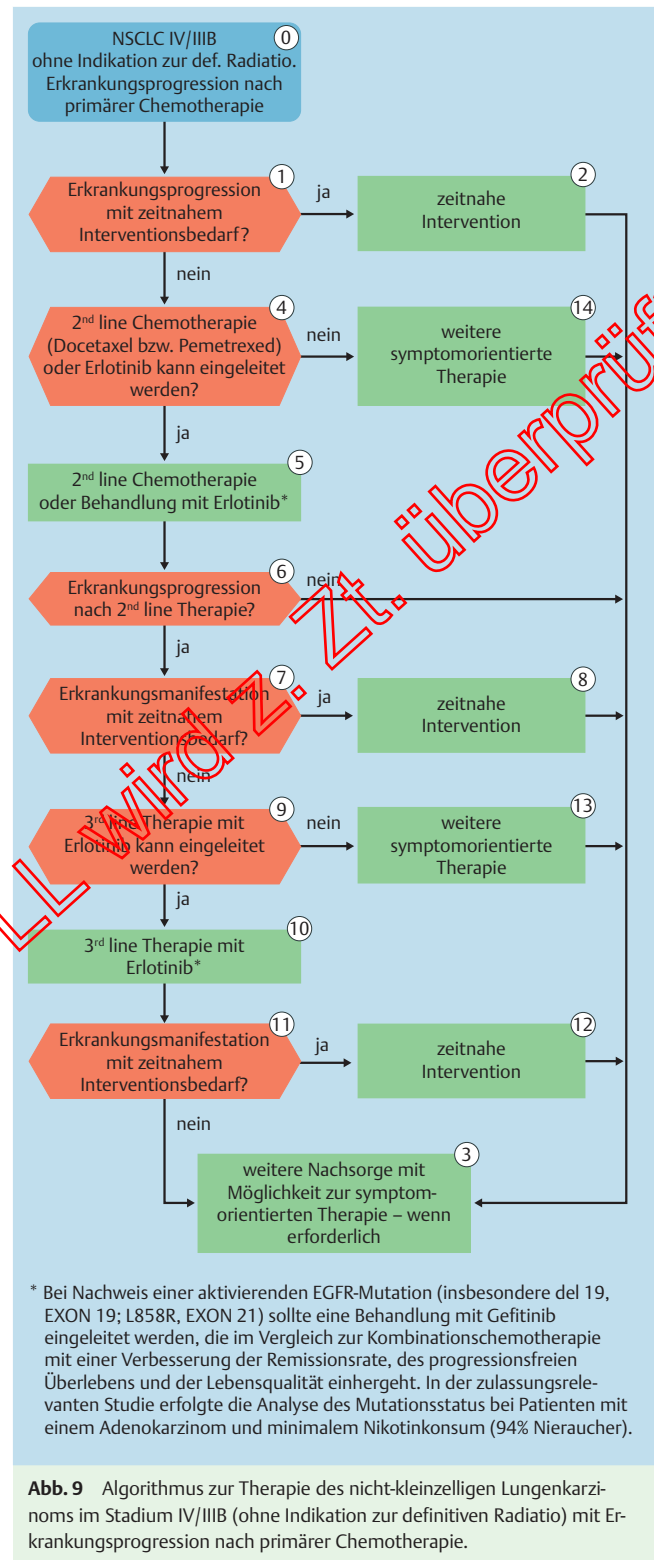 NSCLC IV/IIIB
0
ohne Indikation zur def. Radiatio.
Erkrankungsprogression nach
primärer Chemotherapie
1
Erkrankungsprogression
mit zeitnahem
Interventionsbedarf?
ja
2
zeitnahe
Intervention
nein
4
2nd line Chemotherapie
(Docetaxel bzw. Pemetrexed)
oder Erlotinib kann eingeleitet
werden?
nein
14
weitere
symptomorientierte
Therapie
ja
5
2nd line Chemotherapie
oder Behandlung mit Erlotinib*
6
Erkrankungsprogression
nach 2nd line Therapie?
nein
ja
7
Erkrankungsmanifestation
mit zeitnahem
Interventionsbedarf?
ja
8
zeitnahe
Intervention
nein
9
3rd line Therapie mit
Erlotinib kann eingeleitet
werden?
nein
13
weitere
symptomorientierte
Therapie
ja
10
3rd line Therapie mit
Erlotinib*
11
Erkrankungsmanifestation
mit zeitnahem
Interventionsbedarf?
ja
12
zeitnahe
Intervention
nein
3
weitere Nachsorge mit
Möglichkeit zur symptom-
orientierten Therapie – wenn
erforderlich
* Bei Nachweis einer aktivierenden EGFR-Mutation (insbesondere del 19,
EXON 19; L858R, EXON 21) sollte eine Behandlung mit Gefitinib
eingeleitet werden, die im Vergleich zur Kombinationschemotherapie
mit einer Verbesserung der Remissionsrate, des progressionsfreien
Überlebens und der Lebensqualität einhergeht. In der zulassungsrele-
vanten Studie erfolgte die Analyse des Mutationsstatus bei Patienten mit
einem Adenokarzinom und minimalem Nikotinkonsum (94% Nieraucher).
Abb. 9 Algorithmus zur Therapie des nicht-kleinzelligen Lungenkarzi-
noms im Stadium IV/IIIB (ohne Indikation zur definitiven Radiatio) mit Er-
krankungsprogression nach primärer Chemotherapie.
LL wird z. Zt. überprüf